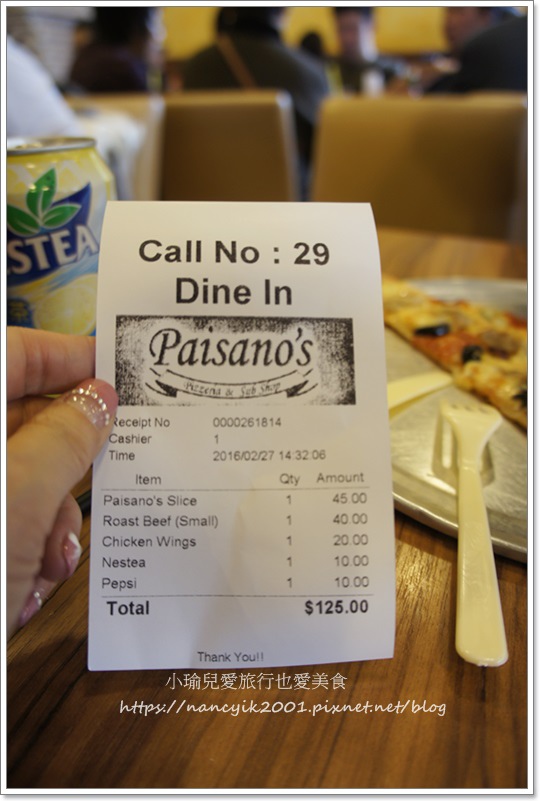 NESTEA
Call No : 29
Dine In
Paisano's
Pizzeria & Sub Shop
Receipt No 0000261814
Cashier 1
Time 2016/02/27 14:32:06
Item Qty Amount
Paisano's Slice 1 45.00
Roast Beef (Small) 1 40.00
Chicken Wings 1 20.00
Nestea 1 10.00
Pepsi 1 10.00
Total $125.00
Thank You!!
小瑜兒愛旅行也愛美食
https://nancyik2001.pixnet.net/blog